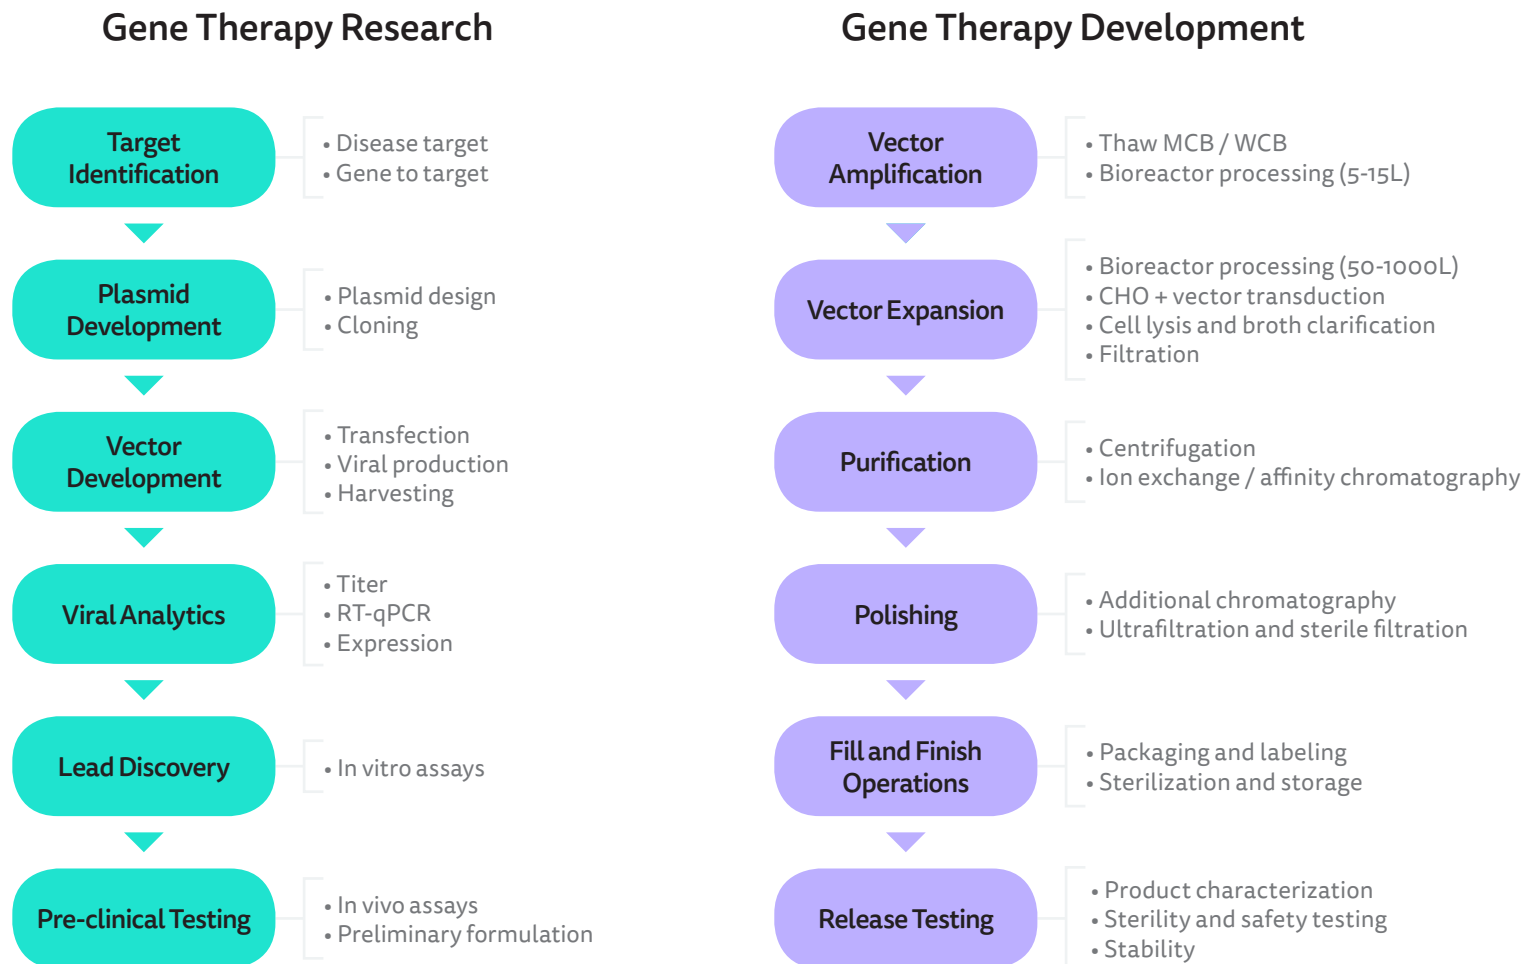 Gene Therapy Research
Target
Identification
• Disease target
• Gene to target
Plasmid
Development
• Plasmid design
• Cloning
Vector
Development
• Transfection
• Viral production
• Harvesting
Viral Analytics
• Titer
• RT-qPCR
• Expression
Lead Discovery
• In vitro assays
Pre-clinical Testing
• In vivo assays
• Preliminary formulation
Gene Therapy Development
Vector
Amplification
• Thaw MCB / WCB
• Bioreactor processing (5-15L)
Vector Expansion
• Bioreactor processing (50-1000L)
• CHO + vector transduction
• Cell lysis and broth clarification
• Filtration
Purification
• Centrifugation
• Ion exchange / affinity chromatography
Polishing
• Additional chromatography
• Ultrafiltration and sterile filtration
Fill and Finish
Operations
• Packaging and labeling
• Sterilization and storage
Release Testing
• Product characterization
• Sterility and safety testing
• Stability